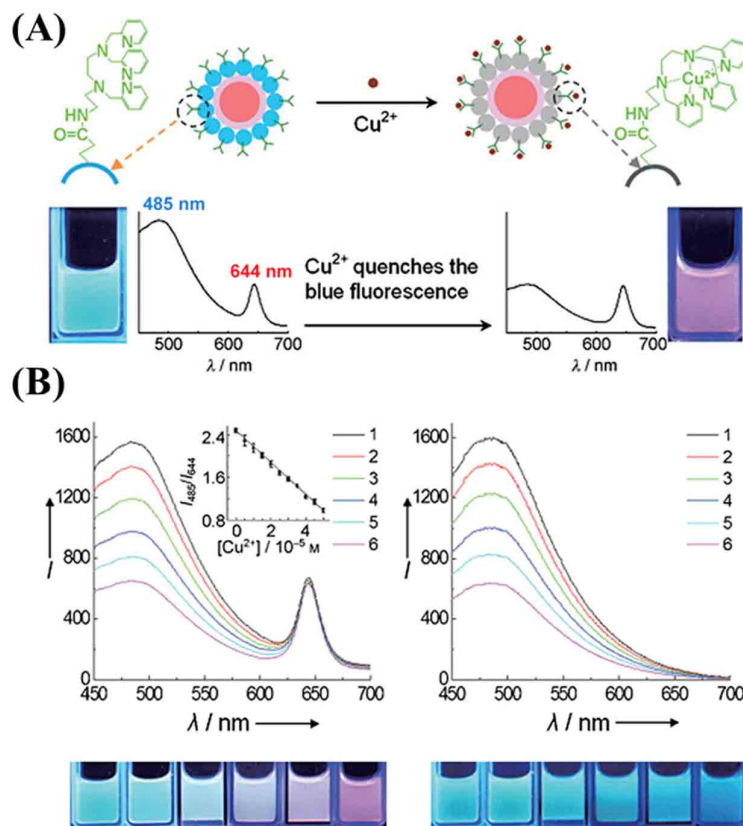 (A)
N
N
N
N
N
NH
O=C
Cu²⁺
N
N
Cu²⁺
N
N
N
NH
O=C
485 nm
644 nm
Cu²⁺ quenches the
blue fluorescence
500 600 700
λ / nm
500 600 700
λ / nm
(B)
1600
1200
800
400
0
I
450 500 550 600 650 700
λ / nm
2.4
1.6
0.8
I485/I644
0 2 4
[Cu²⁺] / 10⁻⁵ M
1
2
3
4
5
6
1600
1200
800
400
0
I
450 500 550 600 650 700
λ / nm
1
2
3
4
5
6